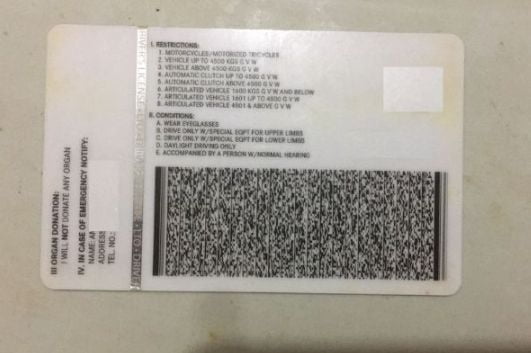 I. RESTRICTIONS:
1. MOTORCYCLES/MOTORIZED TRICYCLES
2. VEHICLE UP TO 4500 KGS G V W
3. VEHICLE ABOVE 4500 KGS G V W
4. AUTOMATIC CLUTCH UP TO 4500 G V W
5. AUTOMATIC CLUTCH ABOVE 4500 G V W
6. ARTICULATED VEHICLE 1600 KGS G V W AND BELOW
7. ARTICULATED VEHICLE 1601 UP TO 4500 G V W
8. ARTICULATED VEHICLE 4501 & ABOVE G V W
II. CONDITIONS:
A. WEAR EYEGLASSES
B. DRIVE ONLY W/SPECIAL EQPT FOR UPPER LIMBS
C. DRIVE ONLY W/SPECIAL EQPT FOR LOWER LIMBS
D. DAYLIGHT DRIVING ONLY
E. ACCOMPANIED BY A PERSON W/NORMAL HEARING
III ORGAN DONATION:
I WILL NOT DONATE ANY ORGAN
IV. IN CASE OF EMERGENCY NOTIFY:
NAME:
ADDRESS
TEL. NO.: